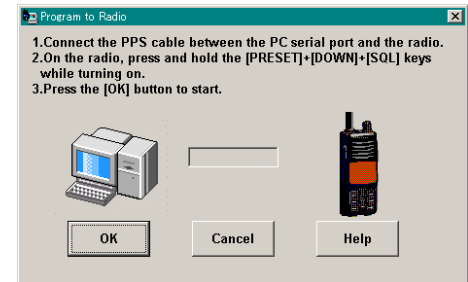 Program to Radio
1.Connect the PPS cable between the PC serial port and the radio.
2.On the radio, press and hold the [PRESET]+[DOWN]+[SQL] keys
while turning on.
3.Press the [OK] button to start.
OK Cancel Help